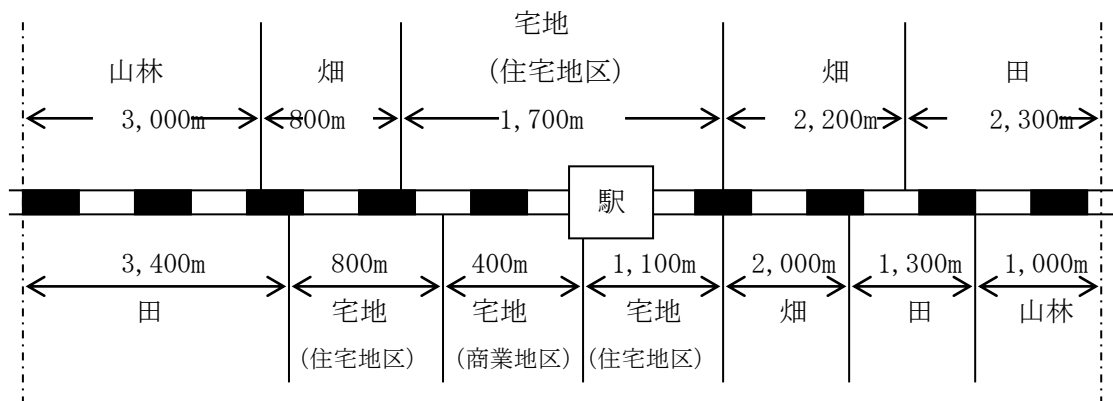 宅地
山林 畑 (住宅地区) 畑 田
3,000m 800m 1,700m 2,200m 2,300m
駅
3,400m 800m 400m 1,100m 2,000m 1,300m 1,000m
田 宅地 宅地 宅地 畑 田 山林
(住宅地区) (商業地区) (住宅地区)